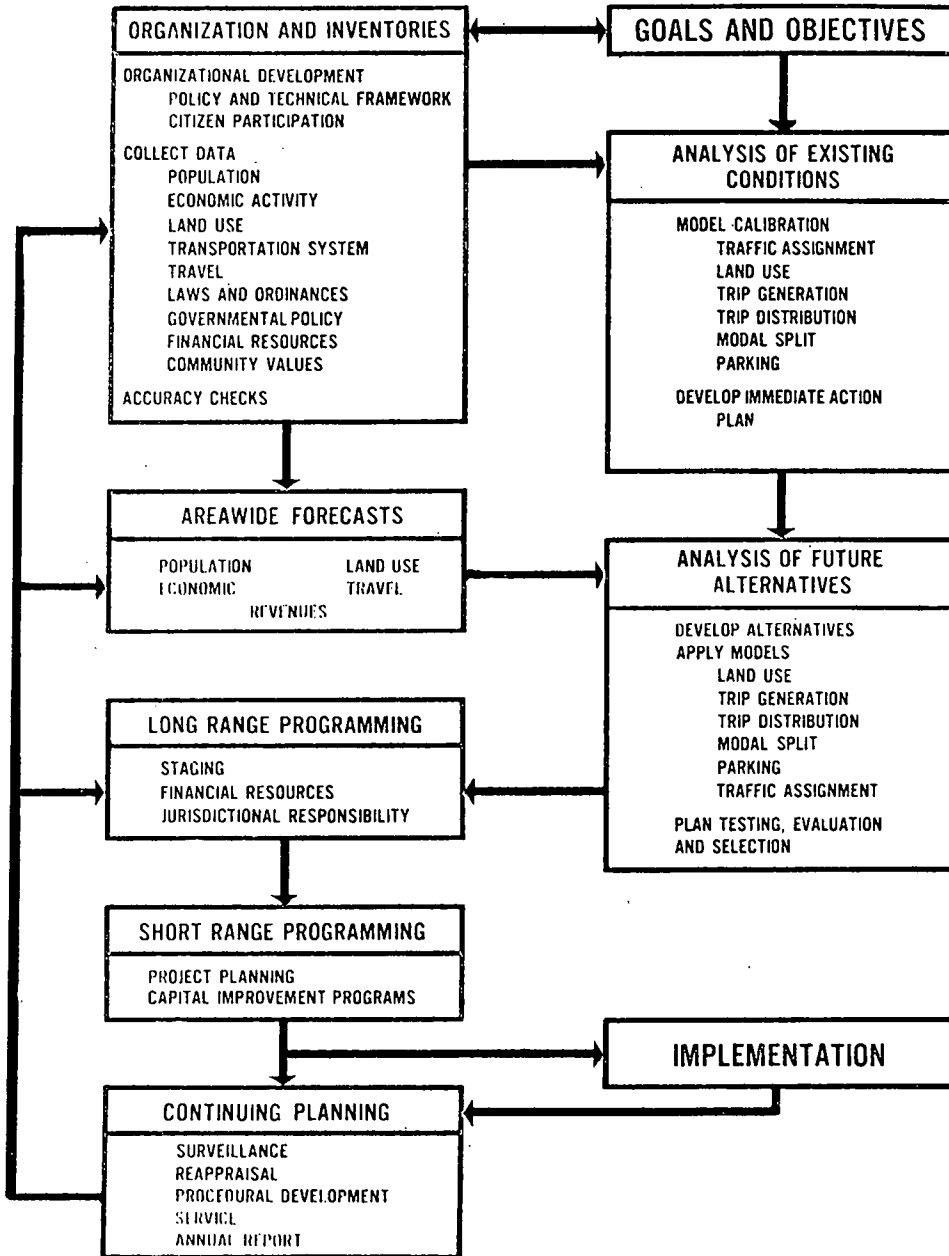 ORGANIZATION AND INVENTORIES
ORGANIZATIONAL DEVELOPMENT
POLICY AND TECHNICAL FRAMEWORK
CITIZEN PARTICIPATION
COLLECT DATA
POPULATION
ECONOMIC ACTIVITY
LAND USE
TRANSPORTATION SYSTEM
TRAVEL
LAWS AND ORDINANCES
GOVERNMENTAL POLICY
FINANCIAL RESOURCES
COMMUNITY VALUES
ACCURACY CHECKS
GOALS AND OBJECTIVES
ANALYSIS OF EXISTING
CONDITIONS
MODEL CALIBRATION
TRAFFIC ASSIGNMENT
LAND USE
TRIP GENERATION
TRIP DISTRIBUTION
MODAL SPLIT
PARKING
DEVELOP IMMEDIATE ACTION
PLAN
AREAWIDE FORECASTS
POPULATION LAND USE
ECONOMIC TRAVEL
REVENUES
ANALYSIS OF FUTURE
ALTERNATIVES
DEVELOP ALTERNATIVES
APPLY MODELS
LAND USE
TRIP GENERATION
TRIP DISTRIBUTION
MODAL SPLIT
PARKING
TRAFFIC ASSIGNMENT
PLAN TESTING, EVALUATION
AND SELECTION
LONG RANGE PROGRAMMING
STAGING
FINANCIAL RESOURCES
JURISDICTIONAL RESPONSIBILITY
SHORT RANGE PROGRAMMING
PROJECT PLANNING
CAPITAL IMPROVEMENT PROGRAMS
IMPLEMENTATION
CONTINUING PLANNING
SURVEILLANCE
REAPPRAISAL
PROCEDURAL DEVELOPMENT
SERVICE
ANNUAL REPORT